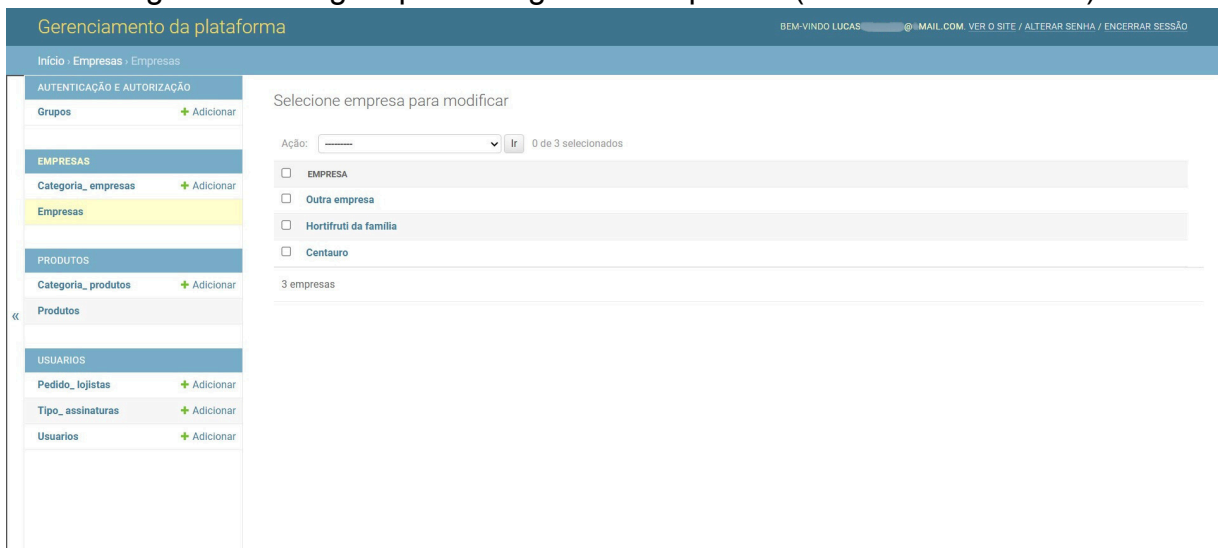 Gerenciamento da plataforma
BEM-VINDO LUCAS @ MAIL.COM. VER O SITE / ALTERAR SENHA / ENCERRAR SESSÃO
Início › Empresas › Empresas
AUTENTICAÇÃO E AUTORIZAÇÃO
Grupos + Adicionar
EMPRESAS
Categoria_ empresas + Adicionar
Empresas
PRODUTOS
Categoria_ produtos + Adicionar
Produtos
«
USUARIOS
Pedido_ lojistas + Adicionar
Tipo_ assinaturas + Adicionar
Usuarios + Adicionar
Selecione empresa para modificar
Ação: --------- Ir 0 de 3 selecionados
EMPRESA
Outra empresa
Hortifruti da família
Centauro
3 empresas